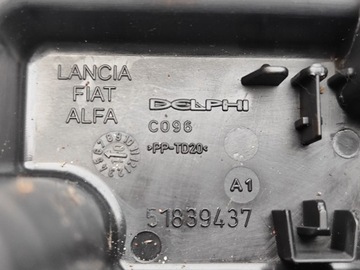 LANCIA
FIAT
ALFA
DELPHI
C096
>PP-TD20<
A1
51839437